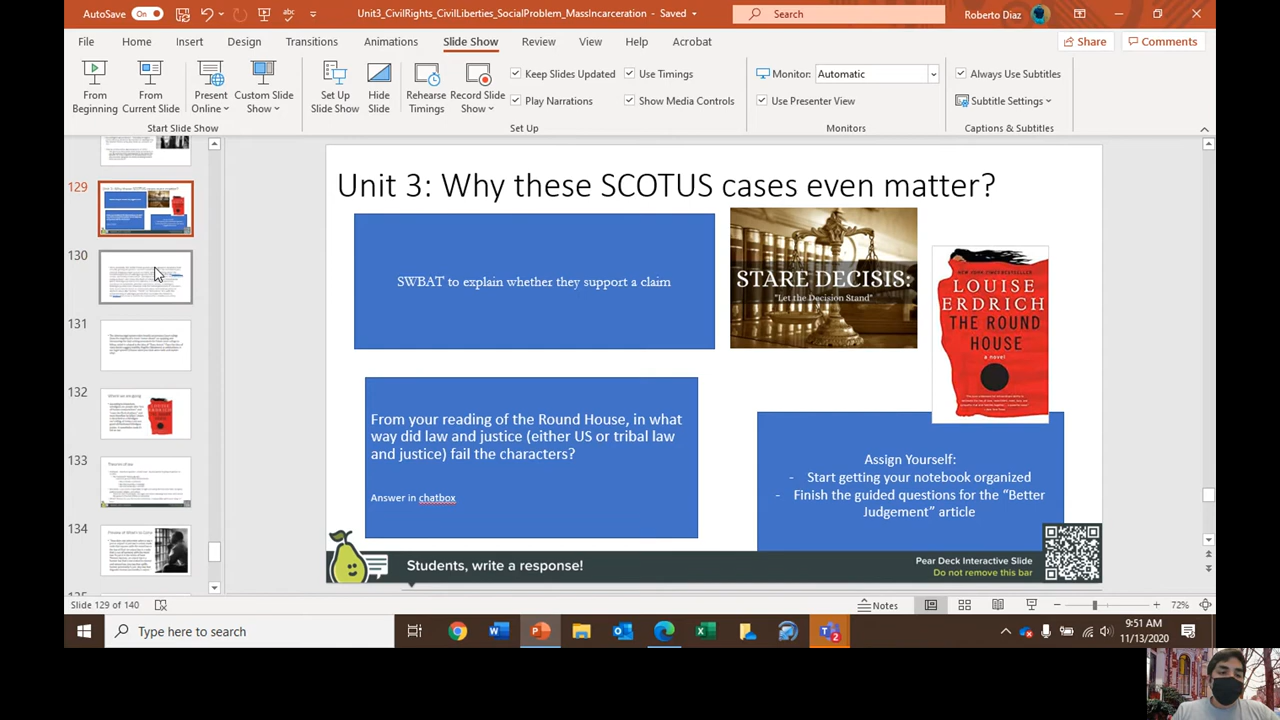 AutoSave On
Unit3_CivilRights_CivilLiberties_SocialProblem_MassIncarceration - Saved
Search
Roberto Diaz
File Home Insert Design Transitions Animations Slide Show Review View Help Acrobat
Share
Comments
From Beginning
From Current Slide
Present Online
Custom Slide Show
Set Up Slide Show
Hide Slide
Rehearse Timings
Record Slide Show
Keep Slides Updated
Use Timings
Play Narrations
Show Media Controls
Monitor: Automatic
Use Presenter View
Always Use Subtitles
Subtitle Settings
Start Slide Show
Set Up
Monitors
Captions & Subtitles
129
130
131
132
133
134
Unit 3: Why these SCOTUS cases even matter?
SWBAT to explain whether they support a claim
STARE DECISIS:
"Let the Decision Stand"
NEW YORK TIMES BESTSELLER
LOUISE
ERDRICH
THE ROUND
HOUSE
a novel
From your reading of the Round House, in what
way did law and justice (either US or tribal law
and justice) fail the characters?
Answer in chatbox
Assign Yourself:
- Start getting your notebook organized
- Finish the guided questions for the “Better
Judgement” article
Students, write a response!
Pear Deck Interactive Slide
Do not remove this bar
Slide 129 of 140
Notes
72%
Type here to search
9:51 AM
11/13/2020